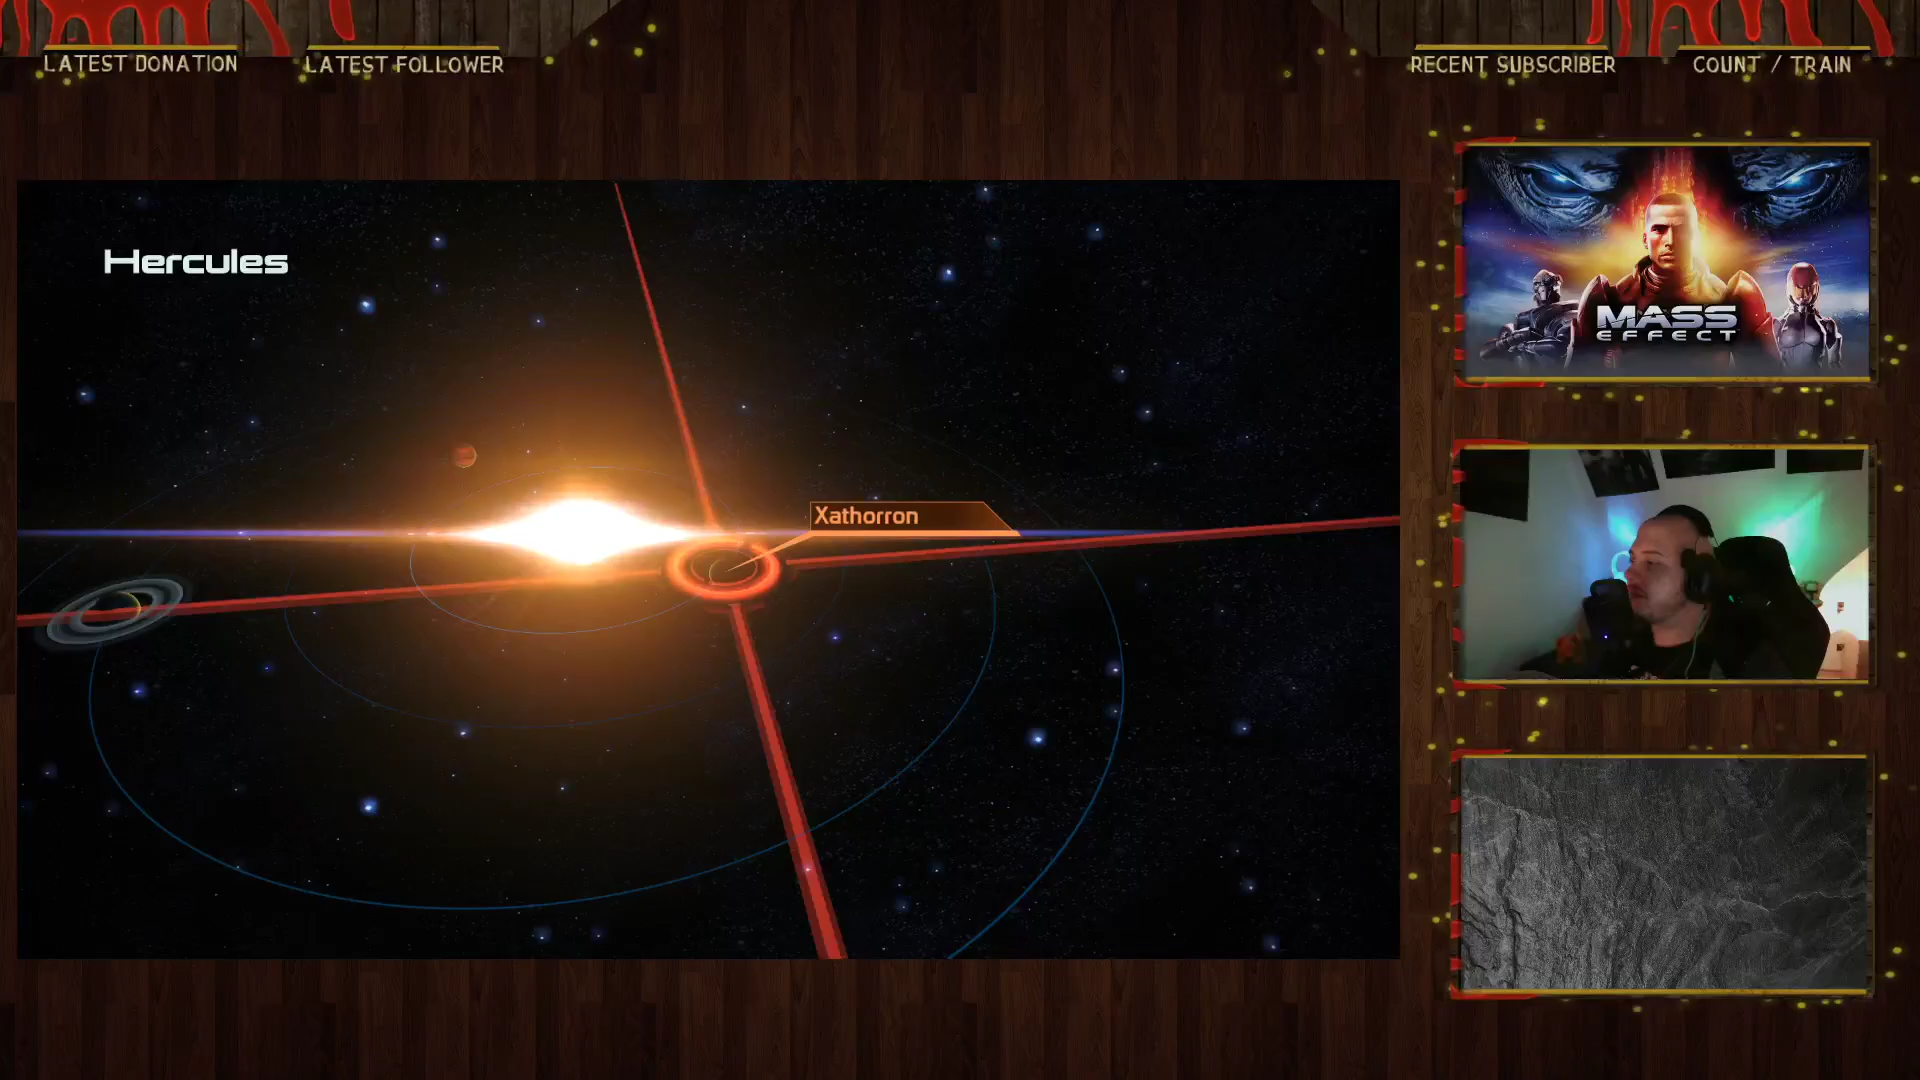 LATEST DONATION
LATEST FOLLOWER
RECENT SUBSCRIBER
COUNT / TRAIN
Hercules
Xathorron
MASS
EFFECT